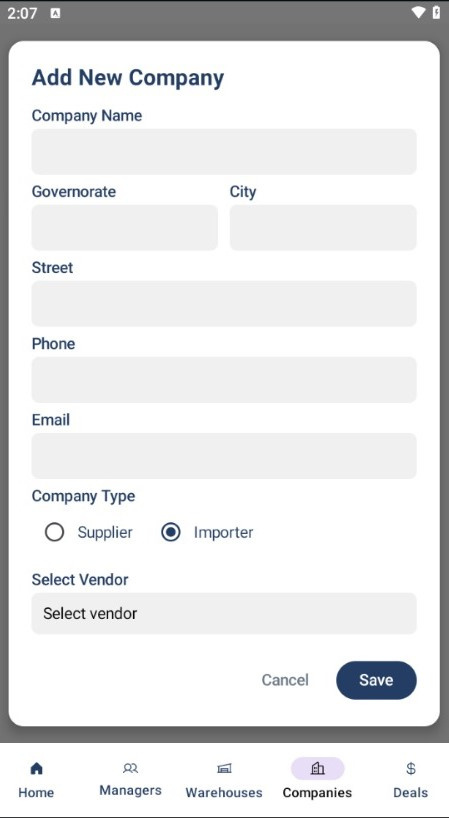 2:07 A
Add New Company
Company Name
Governorate City
Street
Phone
Email
Company Type
Supplier Importer
Select Vendor
Select vendor
Cancel Save
Home Managers Warehouses Companies Deals